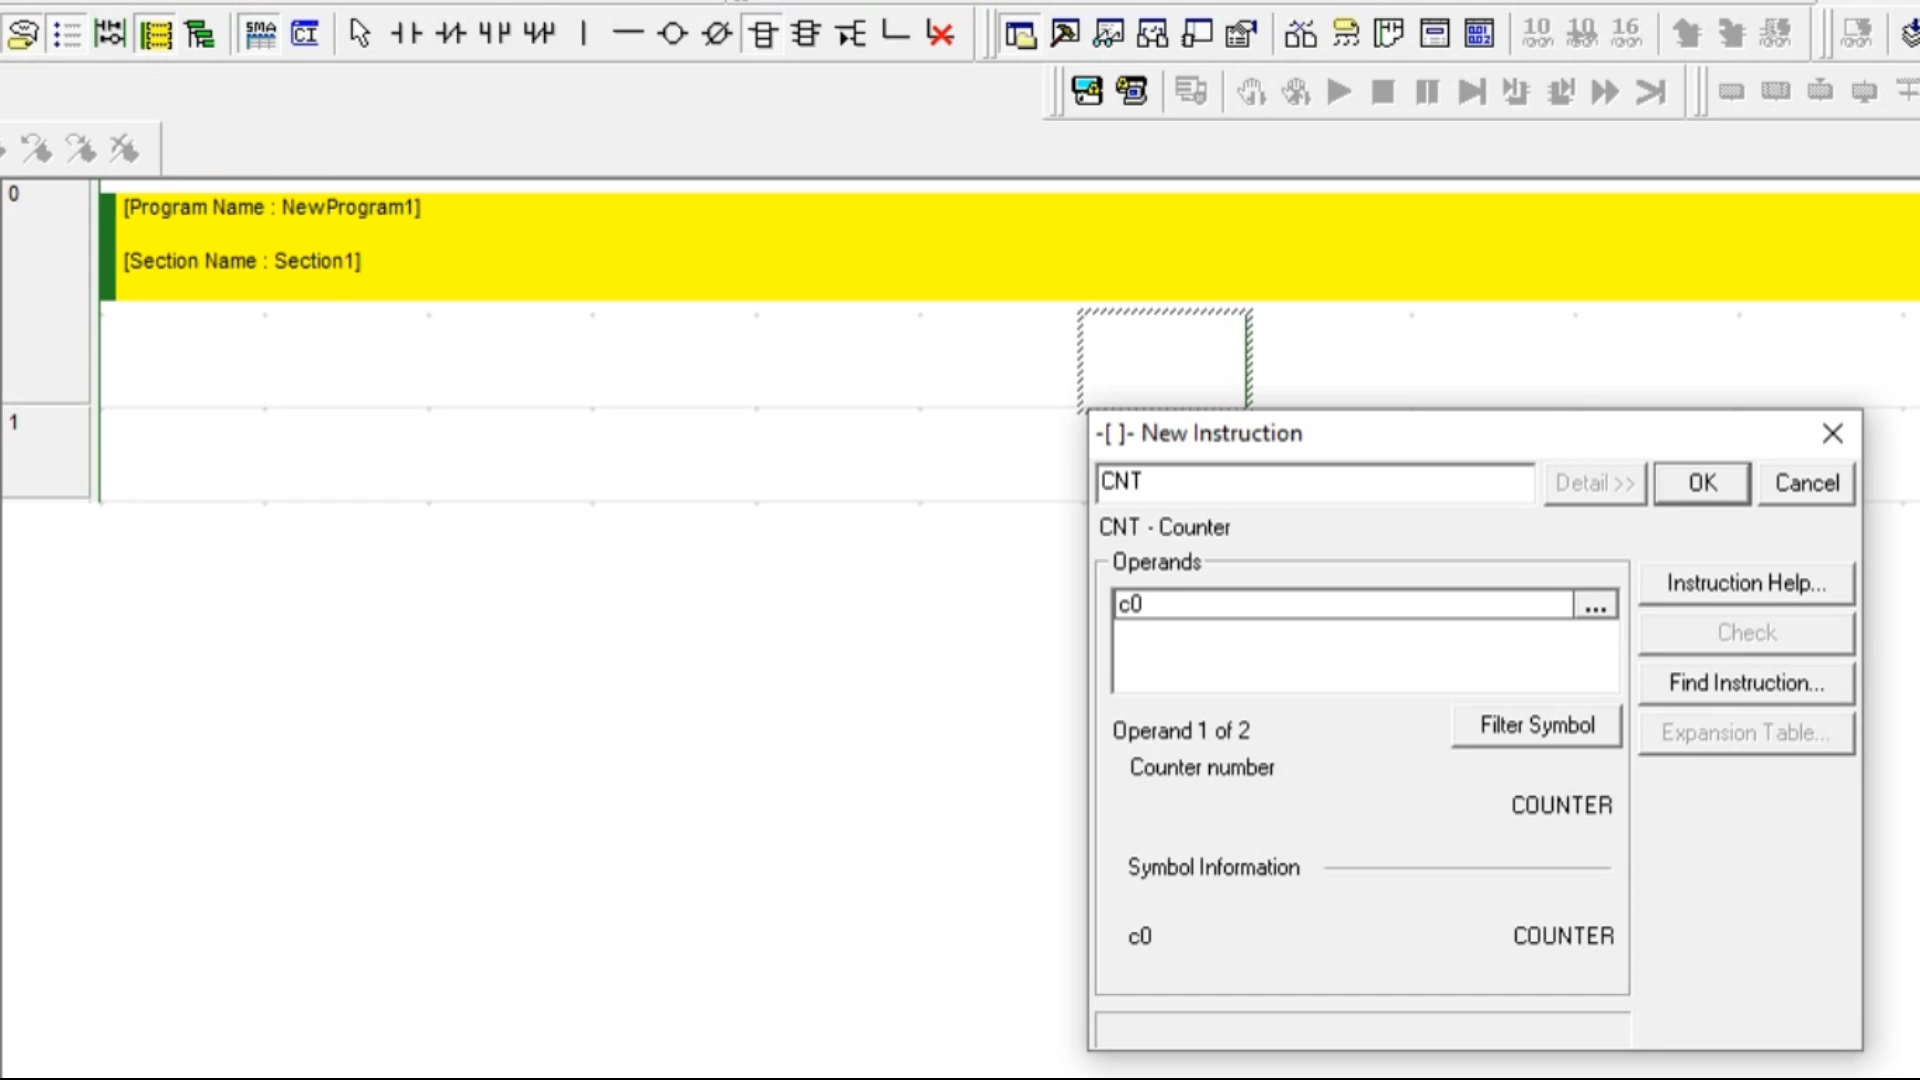 SMA
CI
10
10
16
0
[Program Name : NewProgram1]
[Section Name : Section1]
1
-[ ]- New Instruction
CNT
Detail >>
OK
Cancel
CNT - Counter
Operands
c0
...
Instruction Help...
Check
Find Instruction...
Expansion Table...
Operand 1 of 2
Filter Symbol
Counter number
COUNTER
Symbol Information
c0 COUNTER